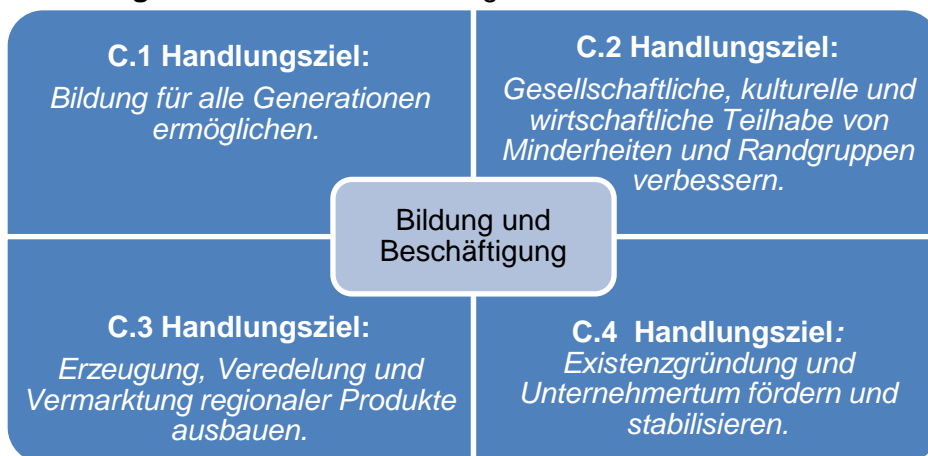 C.1 Handlungsziel:
Bildung für alle Generationen
ermöglichen.
C.2 Handlungsziel:
Gesellschaftliche, kulturelle und
wirtschaftliche Teilhabe von
Minderheiten und Randgruppen
verbessern.
Bildung und
Beschäftigung
C.3 Handlungsziel:
Erzeugung, Veredelung und
Vermarktung regionaler Produkte
ausbauen.
C.4 Handlungsziel:
Existenzgründung und
Unternehmertum fördern und
stabilisieren.